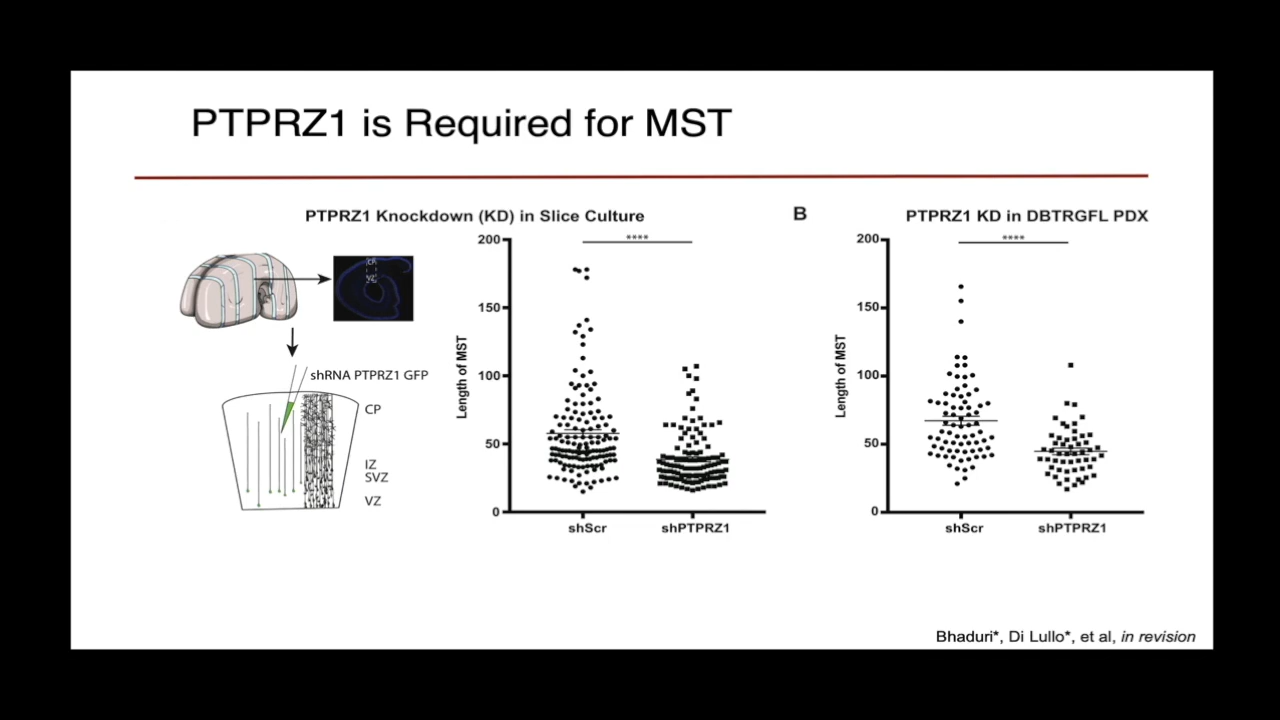 PTPRZ1 is Required for MST
PTPRZ1 Knockdown (KD) in Slice Culture
CP
VZ
shRNA PTPRZ1 GFP
CP
IZ
SVZ
VZ
****
200
150
100
50
0
Length of MST
shScr
shPTPRZ1
B
PTPRZ1 KD in DBTRGFL PDX
****
200
150
100
50
0
Length of MST
shScr
shPTPRZ1
Bhaduri*, Di Lullo*, et al, in revision